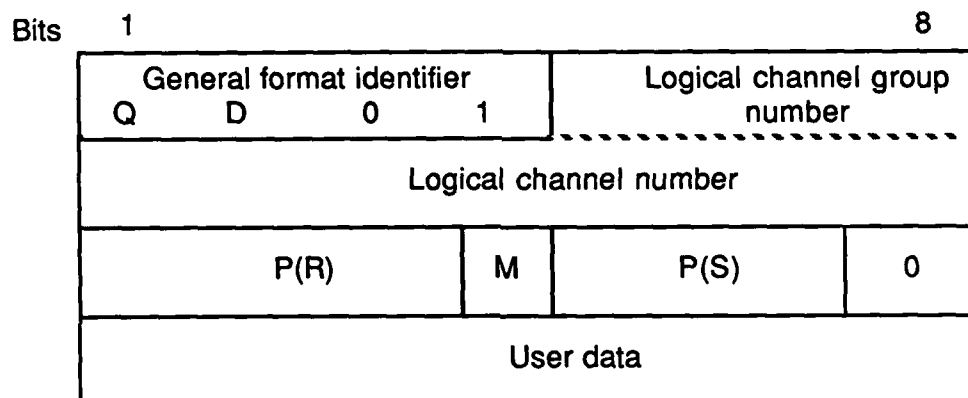 Bits 1 8
General format identifier
Q D 0 1
Logical channel group
number
Logical channel number
P(R) M P(S) 0
User data